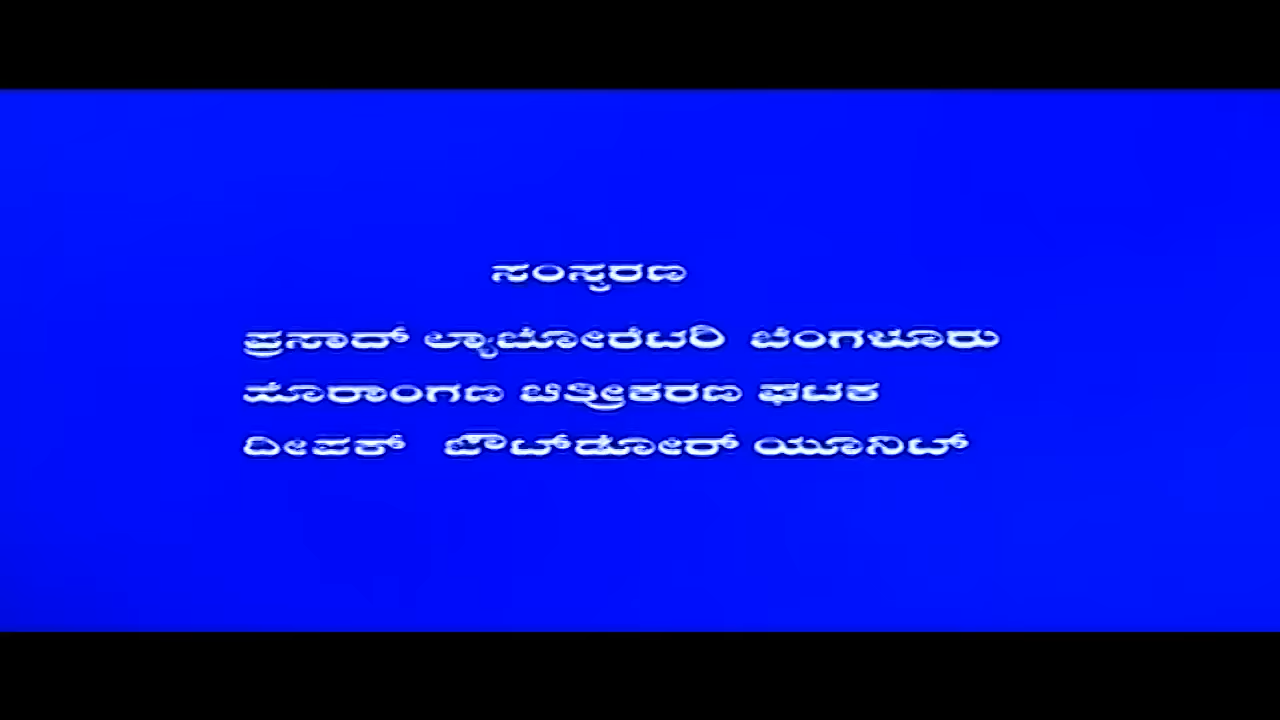 ಸಂಸ್ಕರಣ
ಪ್ರಸಾದ್ ಲ್ಯಾಬೋರೆಟರಿ ಬೆಂಗಳೂರು
ಹೊರಾಂಗಣ ಚಿತ್ರೀಕರಣ ಘಟಕ
ದೀಪಕ್ ಔಟ್‌ಡೋರ್ ಯೂನಿಟ್